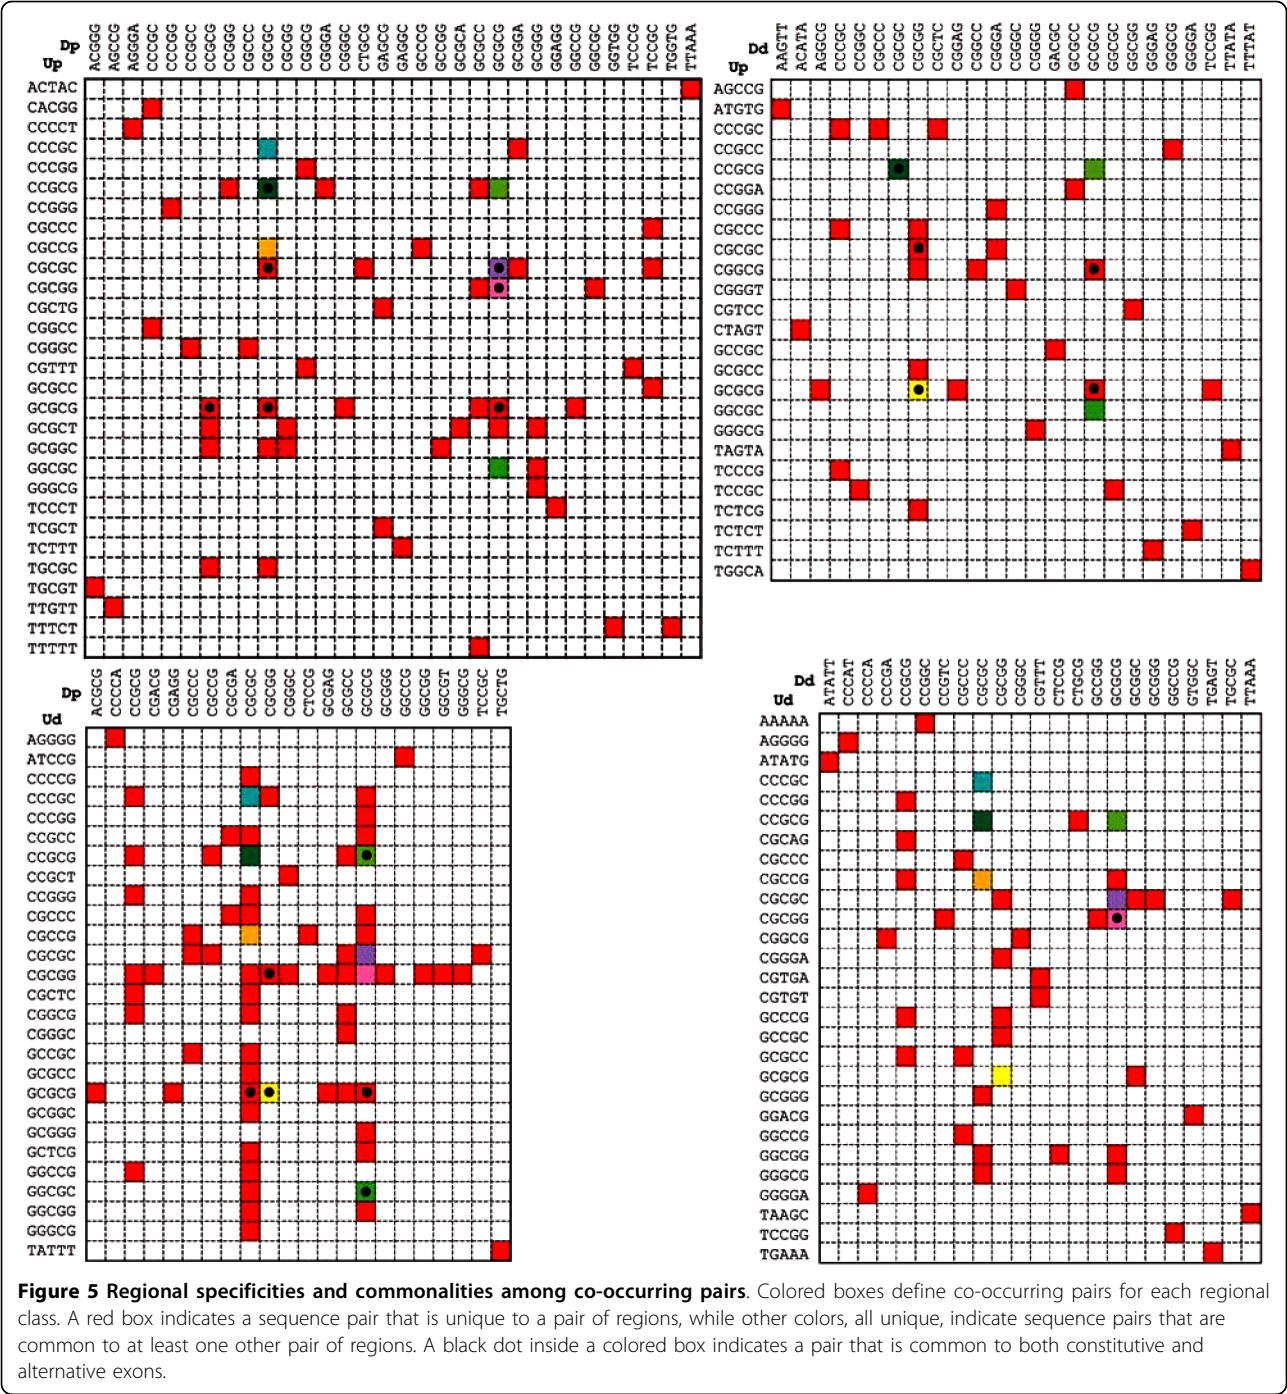 Dp
Up
ACGGG
AGCCG
AGGGA
CCCGC
CCCGG
CCGCC
CCGCG
CCGGG
CGCCC
CGCGC
CGCGG
CGGCG
CGGGA
CGGGC
CTGCG
GAGCG
GAGGC
GCCCG
GCCGG
GCGCA
GCGCC
GCGCG
GCGGA
GCGGG
GGAGG
GGCCG
GGCGC
GGTGG
TCCCG
TCCGC
TGGTG
TTAAA
ACTAC
CACGG
CCCCT
CCCGC
CCCGG
CCGCG
CCGGG
CGCCC
CGCCG
CGCGC
CGCGG
CGCTG
CGGCC
CGGGC
CGTTT
GCGCC
GCGCG
GCGCT
GCGGC
GGCGC
GGGCG
TCCCT
TCGCT
TCTTT
TGCGC
TGCGT
TTGTT
TTTCT
TTTTT
Dd
Up
AAGTT
ACATA
AGGCG
CCCGC
CCGGC
CGCCC
CGCGC
CGCGG
CGCTC
CGGAG
CGGCC
CGGGA
CGGGC
CGGGG
GACGC
GCGCC
GCGCG
GCGGC
GCGGG
GGGAG
GGGCG
GGGGA
TCCGG
TTATA
TTTAT
AGCCG
ATGTG
CCCGC
CCGCC
CCGCG
CCGGA
CCGGG
CGCCC
CGCGC
CGGCG
CGGGT
CGTCC
CTAGT
GCCGC
GCGCC
GCGCG
GGCGC
GGGCG
TAGTA
TCCCG
TCCGC
TCTCG
TCTCT
TCTTT
TGGCA
Dp
Ud
ACGCG
CCCCA
CCGCG
CGACG
CGAGG
CGCCC
CGCCG
CGCGA
CGCGC
CGCGG
CGGGC
CTCCG
GCGAG
GCGCC
GCGCG
GCGGG
GGCCG
GGCGG
GGCGT
GGGCG
TCCGC
TGCTG
AGGGG
ATCCG
CCCCG
CCCGC
CCCGG
CCGCC
CCGCG
CCGCT
CCGGG
CGCCC
CGCCG
CGCGC
CGCGG
CGCTC
CGGCG
CGGGC
GCCGC
GCGCC
GCGCG
GCGGC
GCGGG
GCTCG
GGCCG
GGCGC
GGCGG
GGGCG
TATTT
Dd
Ud
ATATT
CCCAT
CCCCA
CCCGA
CCGCG
CCGGC
CCGTC
CGCCC
CGCGC
CGCGG
CGGGC
CGTTT
CTCCG
CTGCG
GCCGG
GCGCG
GCGGC
GCGGG
GGCCG
GTGGC
TGAGT
TGCGC
TTAAA
AAAAA
AGGGG
ATATG
CCCGC
CCCGG
CCGCG
CGCAG
CGCCC
CGCCG
CGCGC
CGCGG
CGGCG
CGGGA
CGTGA
CGTGT
GCCCG
GCCGC
GCGCC
GCGCG
GCGGG
GGACG
GGCCG
GGCGG
GGGCG
GGGGA
TAAGC
TCCGG
TGAAA
Figure 5 Regional specificities and commonalities among co-occurring pairs. Colored boxes define co-occurring pairs for each regional
class. A red box indicates a sequence pair that is unique to a pair of regions, while other colors, all unique, indicate sequence pairs that are
common to at least one other pair of regions. A black dot inside a colored box indicates a pair that is common to both constitutive and
alternative exons.